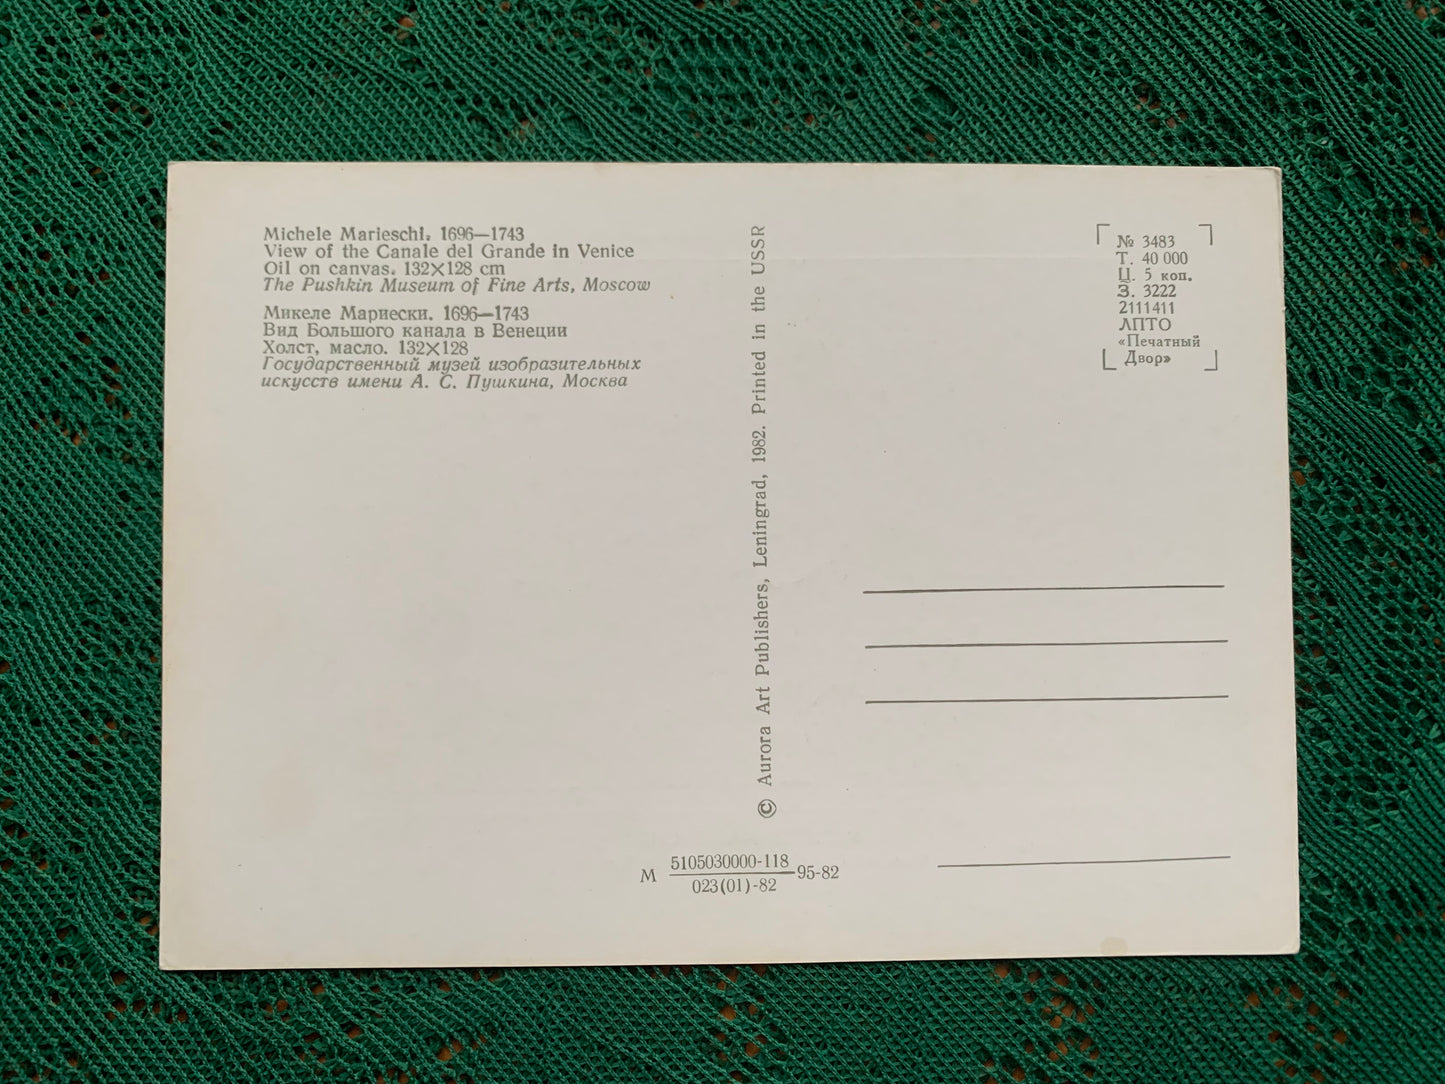 Michele Marieschi. 1696—1743
View of the Canale del Grande in Venice
Oil on canvas. 132×128 cm
The Pushkin Museum of Fine Arts, Moscow
Микеле Мариески. 1696—1743
Вид Большого канала в Венеции
Холст, масло. 132×128
Государственный музей изобразительных
искусств имени А. С. Пушкина, Москва
© Aurora Art Publishers, Leningrad, 1982. Printed in the USSR
№ 3483
Т. 40 000
Ц. 5 коп.
З. 3222
2111411
ЛПТО
«Печатный
Двор»
М 5105030000-118
023(01)-82
-95-82